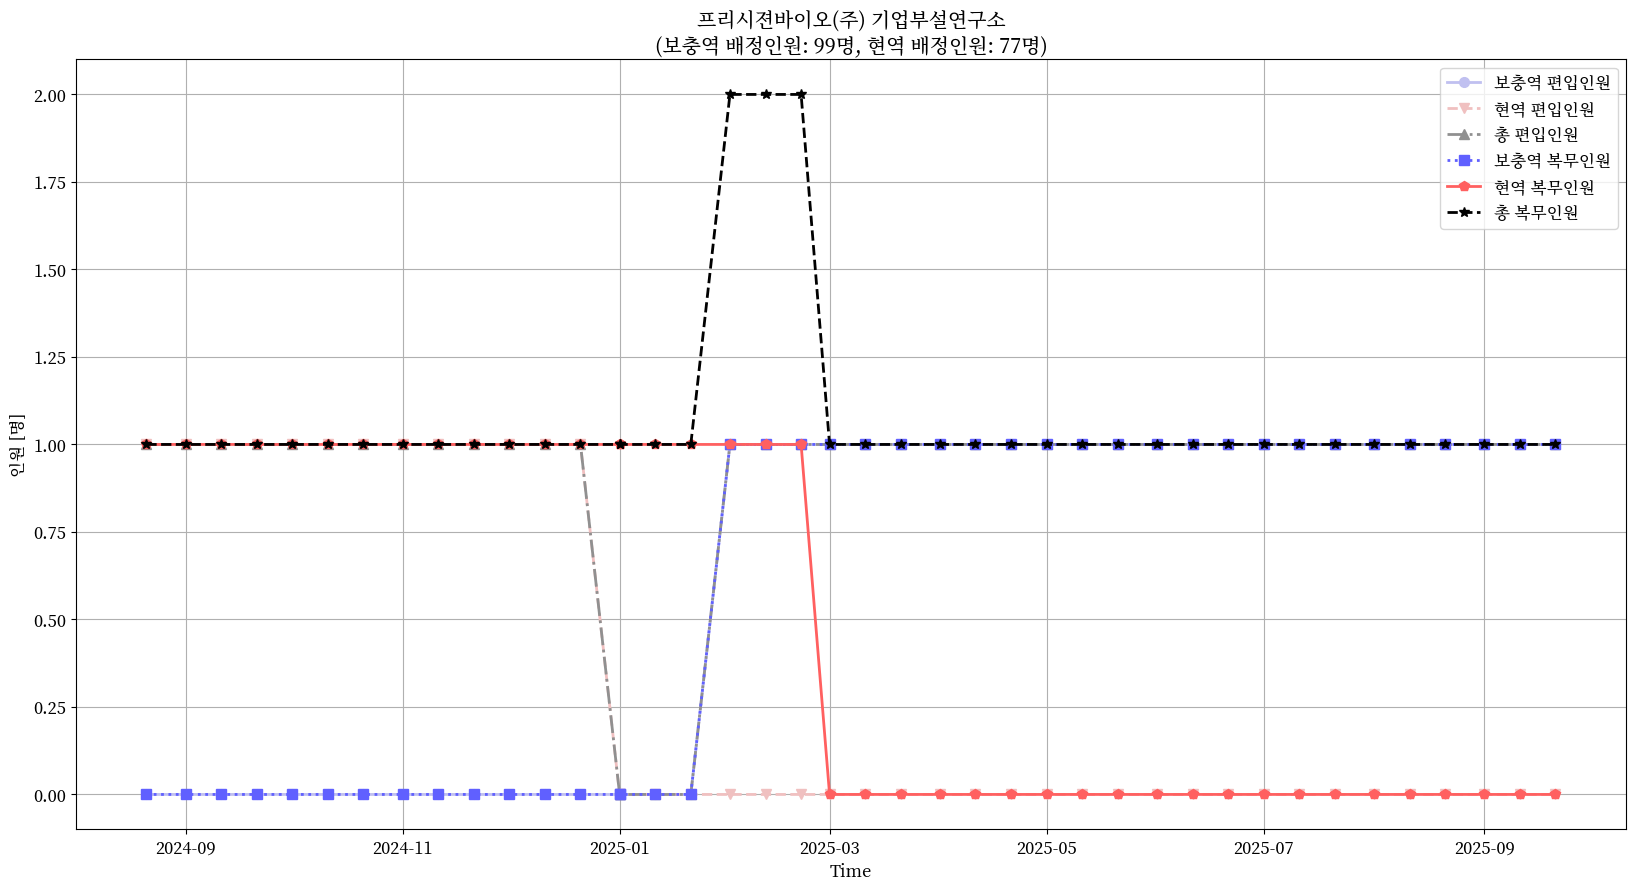 프리시젼바이오(주) 기업부설연구소
(보충역 배정인원: 99명, 현역 배정인원: 77명)
보충역 편입인원
현역 편입인원
총 편입인원
보충역 복무인원
현역 복무인원
총 복무인원
인원 [명]
2.00
1.75
1.50
1.25
1.00
0.75
0.50
0.25
0.00
2024-09
2024-11
2025-01
2025-03
2025-05
2025-07
2025-09
Time